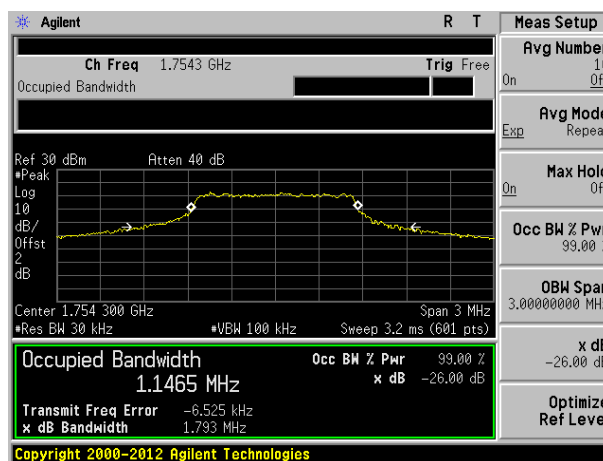 Agilent R T Meas Setup
Ch Freq 1.7543 GHz Trig Free
Occupied Bandwidth
Ref 30 dBm Atten 40 dB
#Peak
Log
10
dB/
Offst
2
dB
Center 1.754 300 GHz Span 3 MHz
#Res BW 30 kHz #VBW 100 kHz Sweep 3.2 ms (601 pts)
Occupied Bandwidth Occ BW % Pwr 99.00 %
1.1465 MHz x dB -26.00 dB
Transmit Freq Error -6.525 kHz
x dB Bandwidth 1.793 MHz
Copyright 2000-2012 Agilent Technologies
Avg Number
On
Avg Mode
Exp Repea
Max Hold
On Of
Occ BW % Pwr
99.00
OBW Span
3.00000000 MH
x dB
-26.00 dB
Optimize
Ref Level